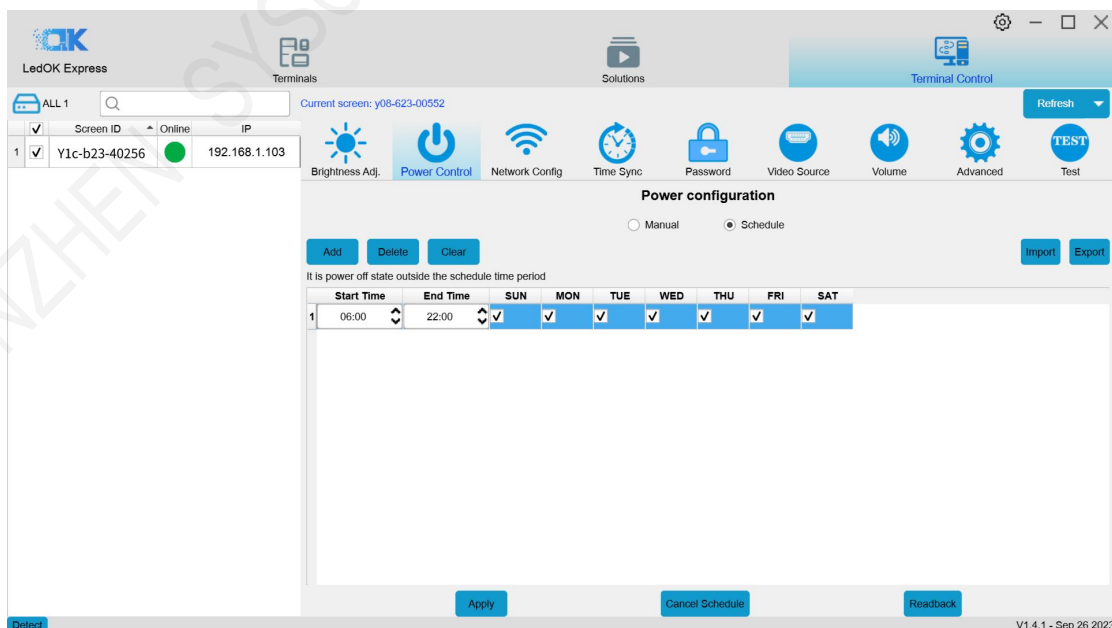 OK
LedOK Express
Terminals
Solutions
Terminal Control
ALL 1
Current screen: y08-623-00552
Refresh
Screen ID Online IP
1 Y1c-b23-40256 192.168.1.103
Brightness Adj. Power Control Network Config Time Sync Password Video Source Volume Advanced TEST Test
Power configuration
Manual Schedule
Add Delete Clear Import Export
It is power off state outside the schedule time period
Start Time End Time SUN MON TUE WED THU FRI SAT
1 06:00 22:00
Apply Cancel Schedule Readback
Detect V1.4.1 - Sep 26 2023